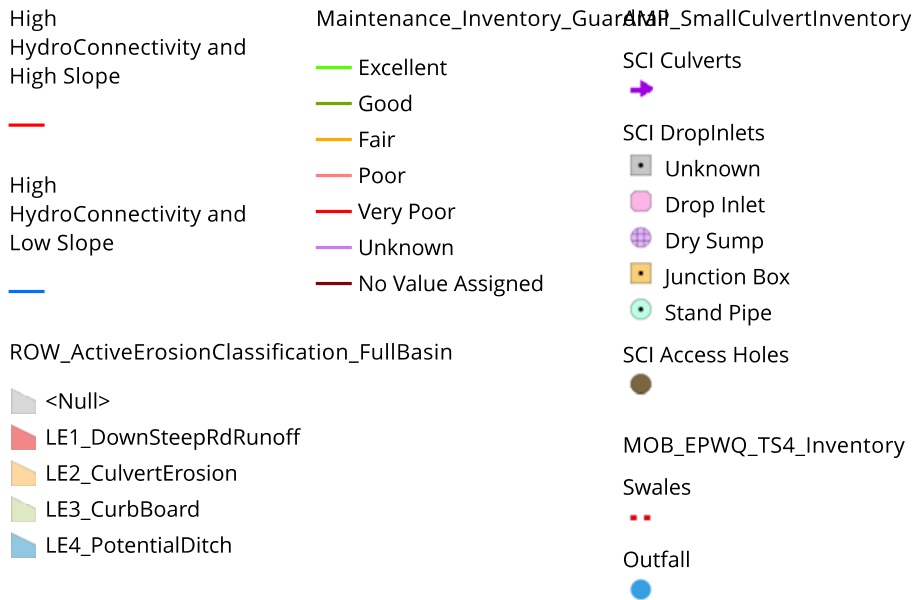 High
HydroConnectivity and
High Slope
High
HydroConnectivity and
Low Slope
ROW_ActiveErosionClassification_FullBasin
<Null>
LE1_DownSteepRdRunoff
LE2_CulvertErosion
LE3_CurbBoard
LE4_PotentialDitch
Maintenance_Inventory_Guardrail
Excellent
Good
Fair
Poor
Very Poor
Unknown
No Value Assigned
AMP_SmallCulvertInventory
SCI Culverts
SCI DropInlets
Unknown
Drop Inlet
Dry Sump
Junction Box
Stand Pipe
SCI Access Holes
MOB_EPWQ_TS4_Inventory
Swales
Outfall